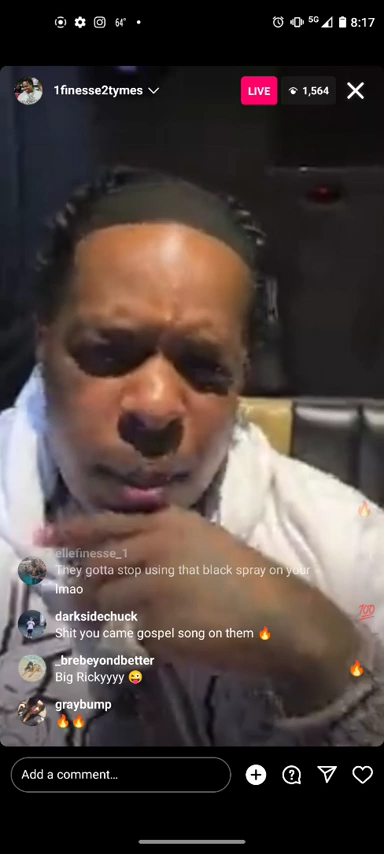 64°
5G
8:17
1finesse2tymes
LIVE
1,564
ellefinesse_1
They gotta stop using that black spray on your
lmao
darksidechuck
Shit you came gospel song on them 🔥
_brebeyondbetter
Big Rickyyyy 😜
graybump
🔥🔥
💯
Add a comment...